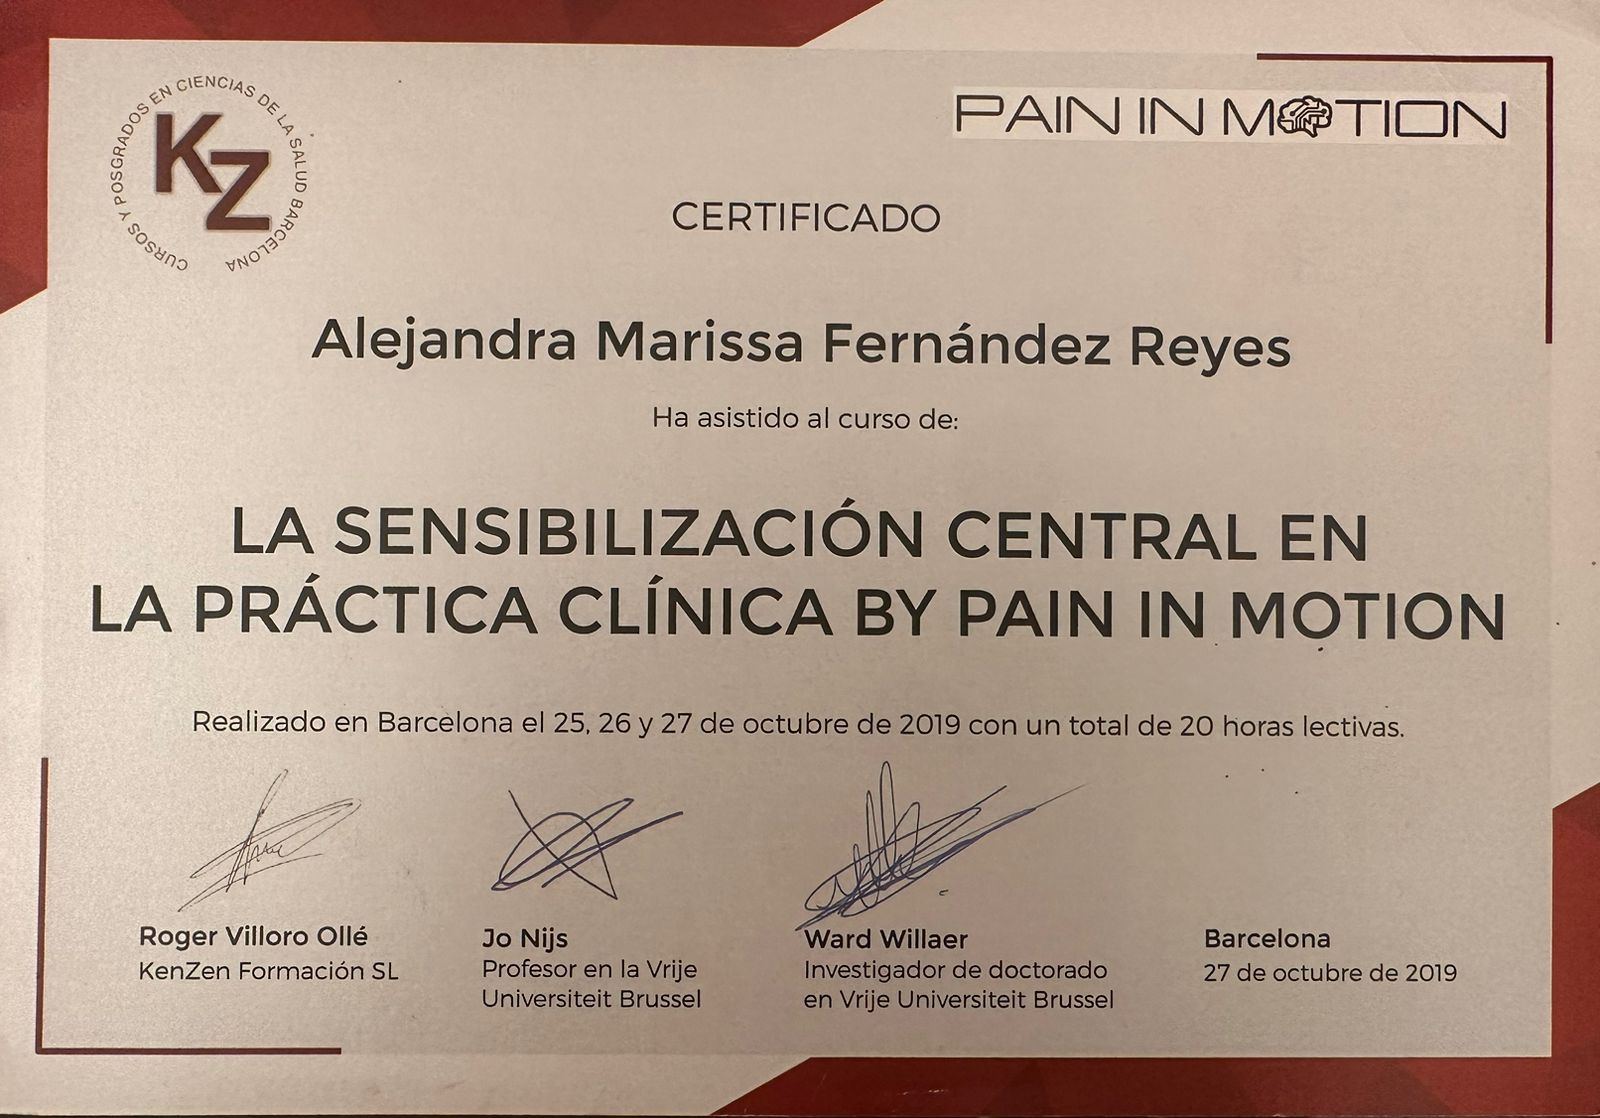 CURSOS Y POSGRADOS EN CIENCIAS DE LA SALUD BARCELONA
KZ
PAIN IN MOTION
CERTIFICADO
Alejandra Marissa Fernández Reyes
Ha asistido al curso de:
LA SENSIBILIZACIÓN CENTRAL EN
LA PRÁCTICA CLÍNICA BY PAIN IN MOTION
Realizado en Barcelona el 25, 26 y 27 de octubre de 2019 con un total de 20 horas lectivas.
Roger Villoro Ollé
KenZen Formación SL
Jo Nijs
Profesor en la Vrije
Universiteit Brussel
Ward Willaer
Investigador de doctorado
en Vrije Universiteit Brussel
Barcelona
27 de octubre de 2019